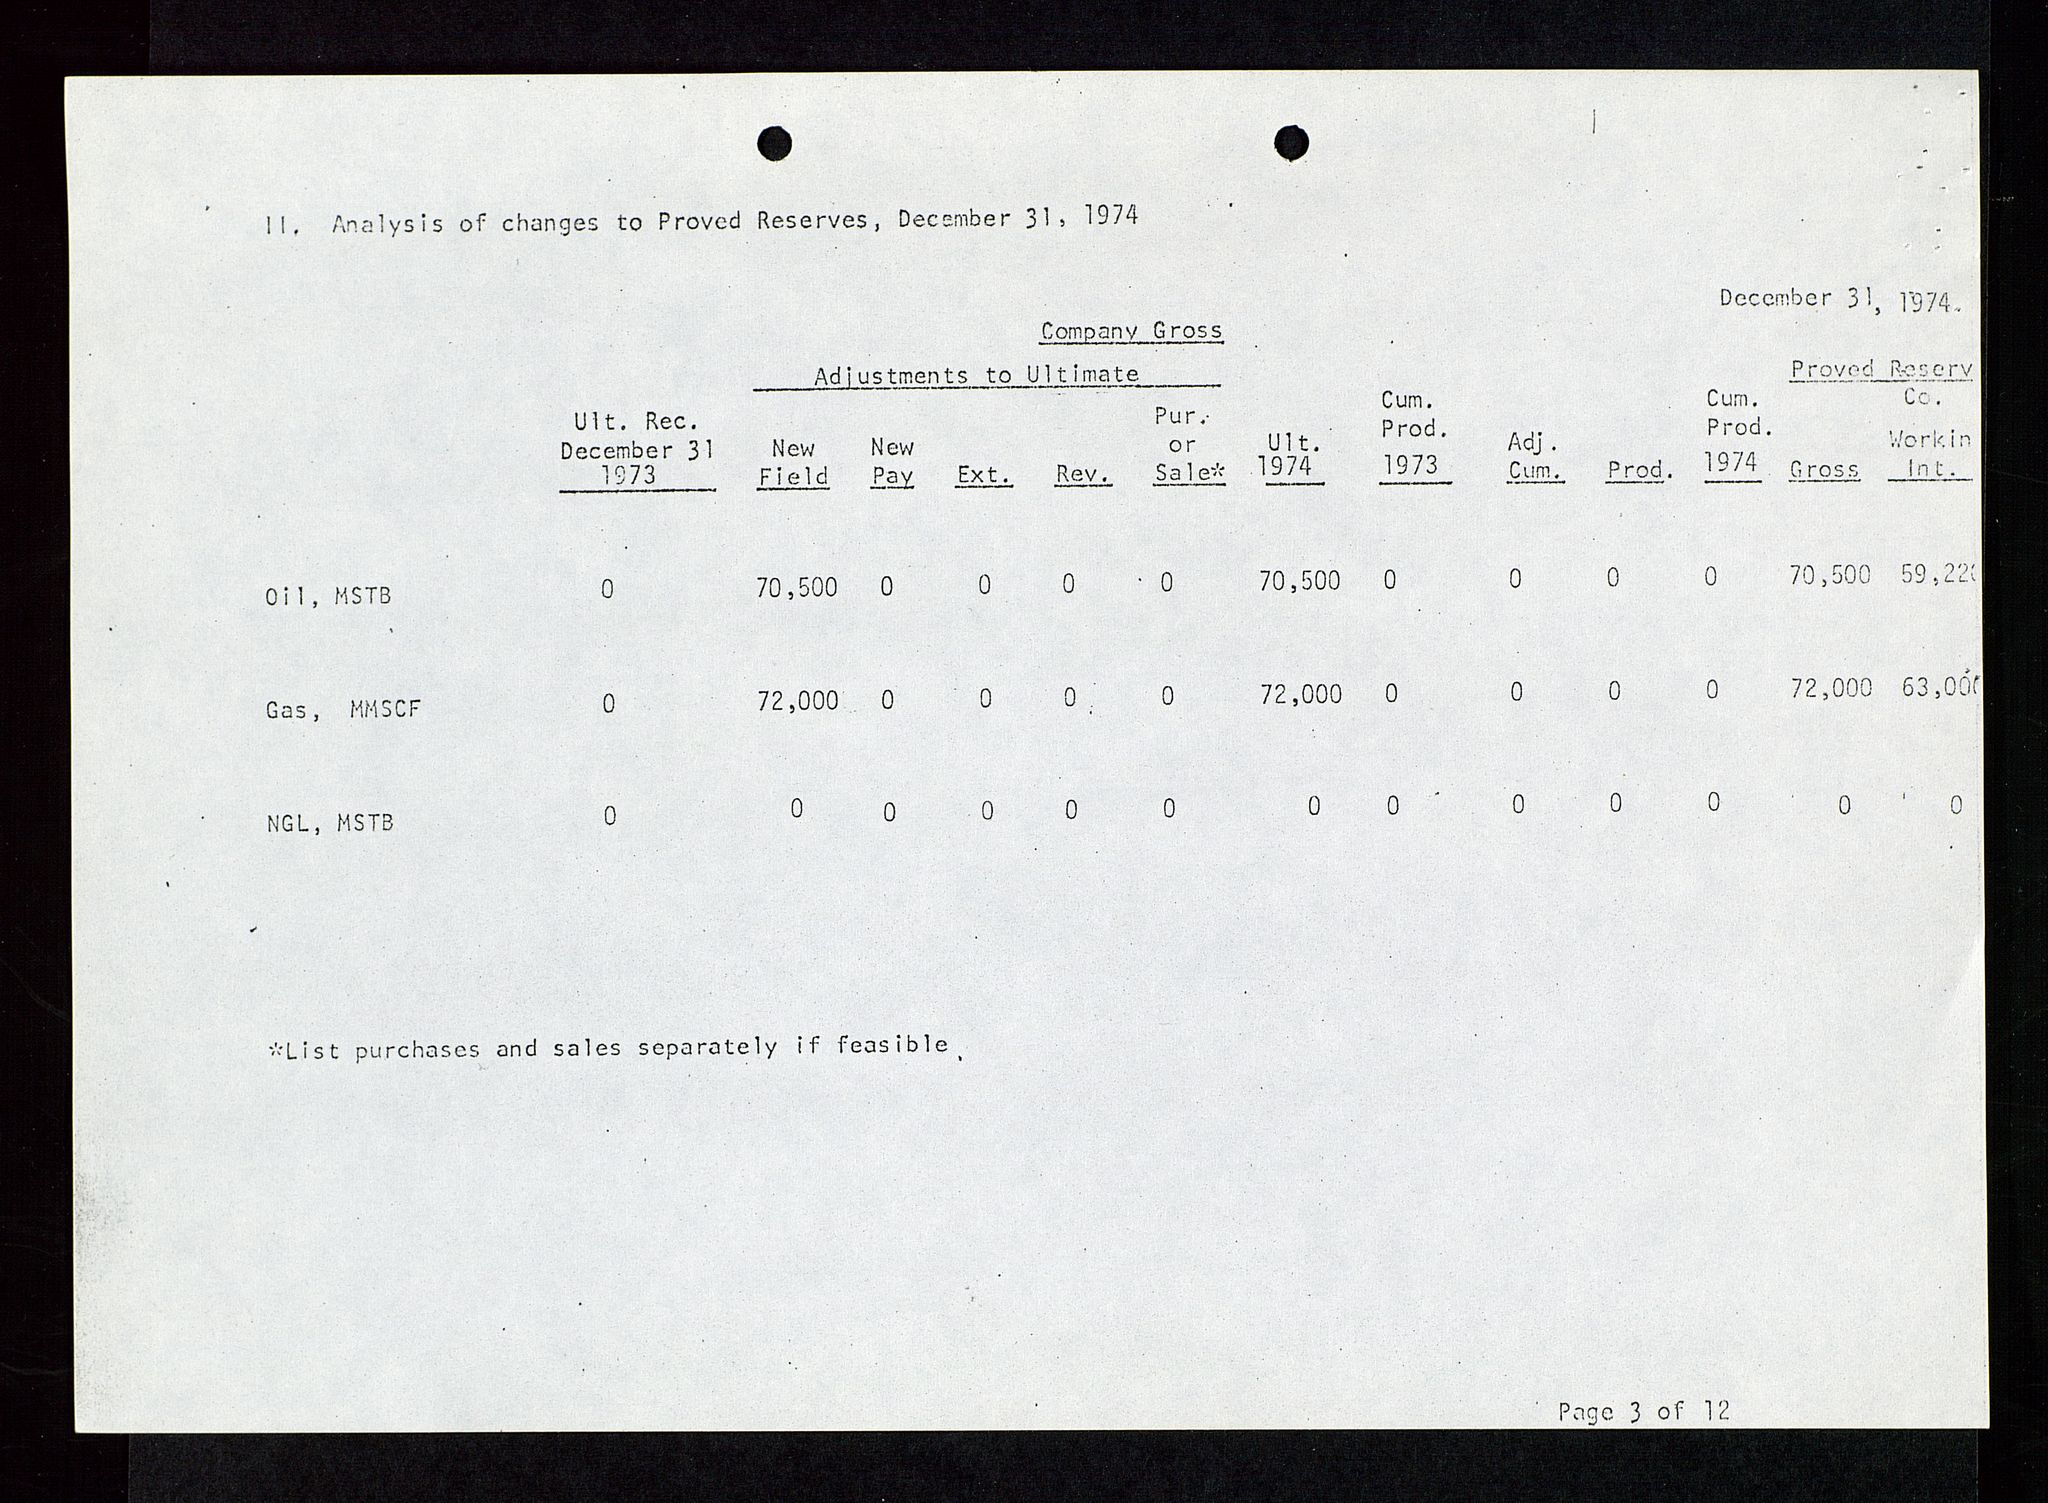 II. Analysis of changes to Proved Reserves, December 31, 1974
December 31, 1974.
Company Gross
Adjustments to Ultimate
Proved Reserv
Ult. Rec. December 31 1973
New Field
New Pay
Ext.
Rev.
Pur. or Sale*
Ult. 1974
Cum. Prod. 1973
Adj. Cum.
Prod.
Cum. Prod. 1974
Gross
Co. Workin Int.
Oil, MSTB 0 70,500 0 0 0 0 70,500 0 0 0 0 70,500 59,220
Gas, MMSCF 0 72,000 0 0 0 0 72,000 0 0 0 0 72,000 63,000
NGL, MSTB 0 0 0 0 0 0 0 0 0 0 0 0 0
*List purchases and sales separately if feasible.
Page 3 of 12